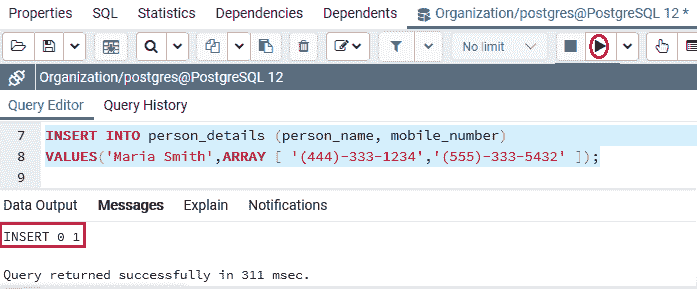 Properties SQL Statistics Dependencies Dependents Organization/postgres@PostgreSQL 12 *
No limit
Organization/postgres@PostgreSQL 12
Query Editor Query History
7 INSERT INTO person_details (person_name, mobile_number)
8 VALUES('Maria Smith',ARRAY [ '(444)-333-1234','(555)-333-5432' ]);
9
Data Output Messages Explain Notifications
INSERT 0 1
Query returned successfully in 311 msec.